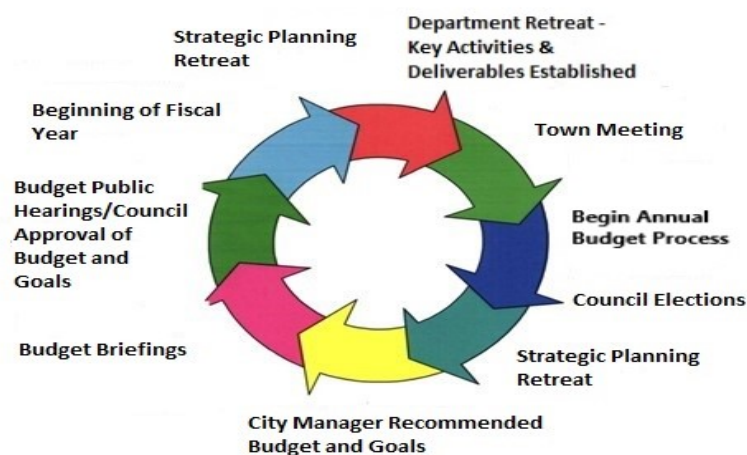 Strategic Planning
Retreat
Department Retreat -
Key Activities &
Deliverables Established
Town Meeting
Begin Annual
Budget Process
Council Elections
Strategic Planning
Retreat
City Manager Recommended
Budget and Goals
Budget Briefings
Budget Public
Hearings/Council
Approval of
Budget and
Goals
Beginning of Fiscal
Year